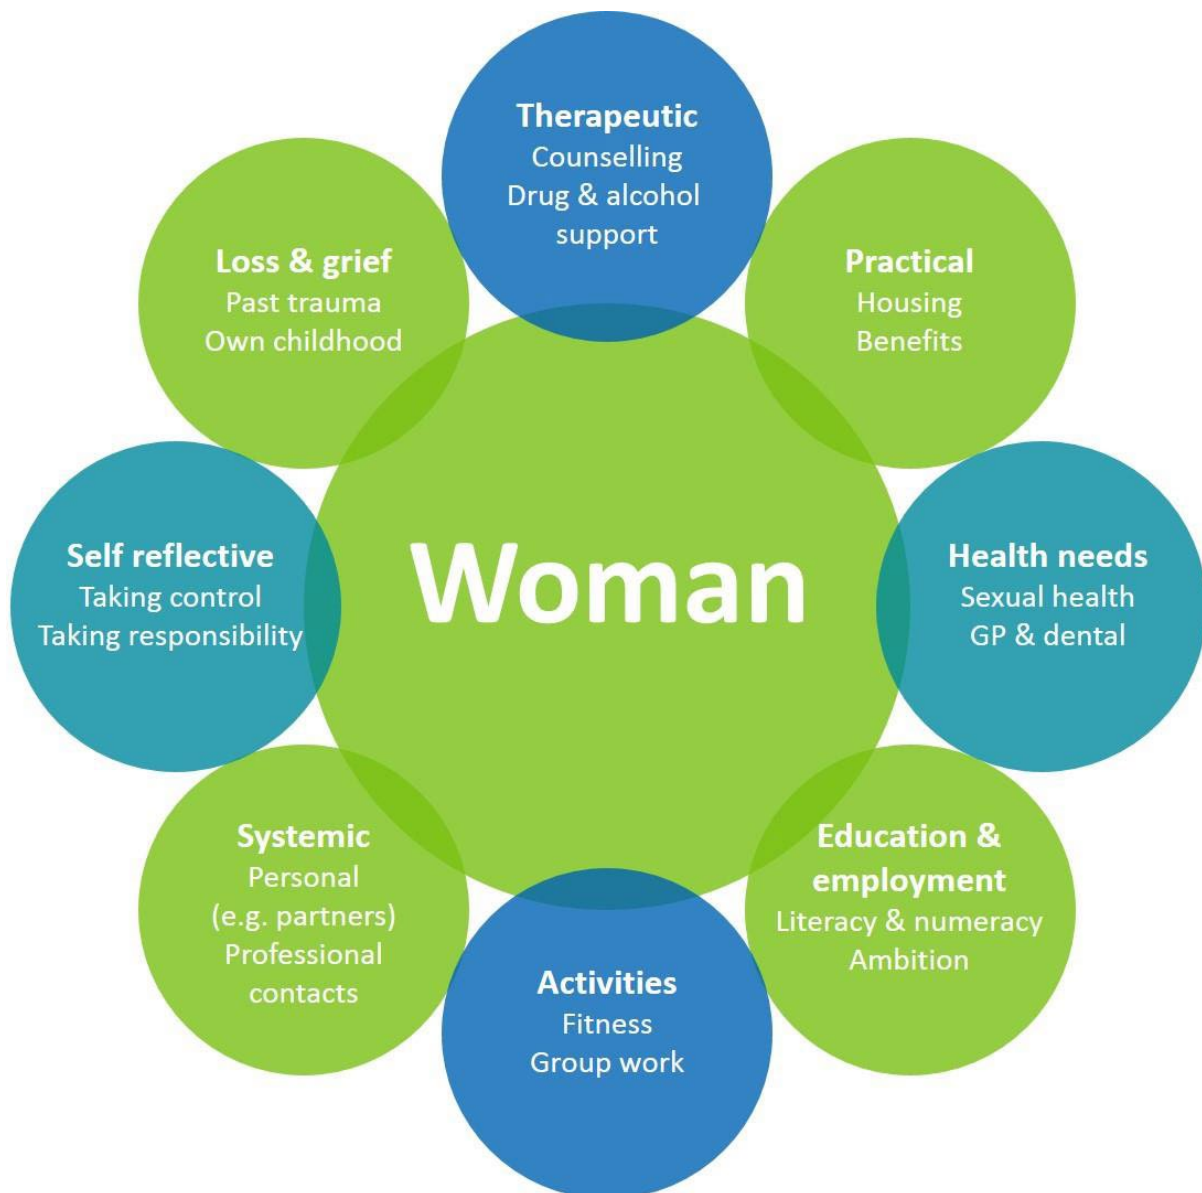 Therapeutic
Counselling
Drug & alcohol
support
Practical
Housing
Benefits
Health needs
Sexual health
GP & dental
Education &
employment
Literacy & numeracy
Ambition
Activities
Fitness
Group work
Systemic
Personal
(e.g. partners)
Professional
contacts
Self reflective
Taking control
Taking responsibility
Loss & grief
Past trauma
Own childhood
Woman